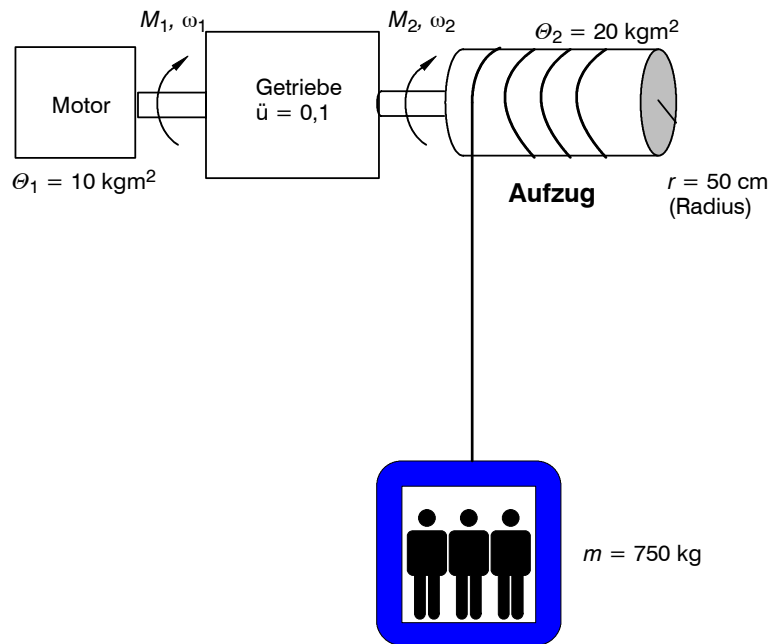 M₁, ω₁
M₂, ω₂
Θ₂ = 20 kgm²
Motor
Getriebe
ü = 0,1
Θ₁ = 10 kgm²
Aufzug
r = 50 cm
(Radius)
m = 750 kg